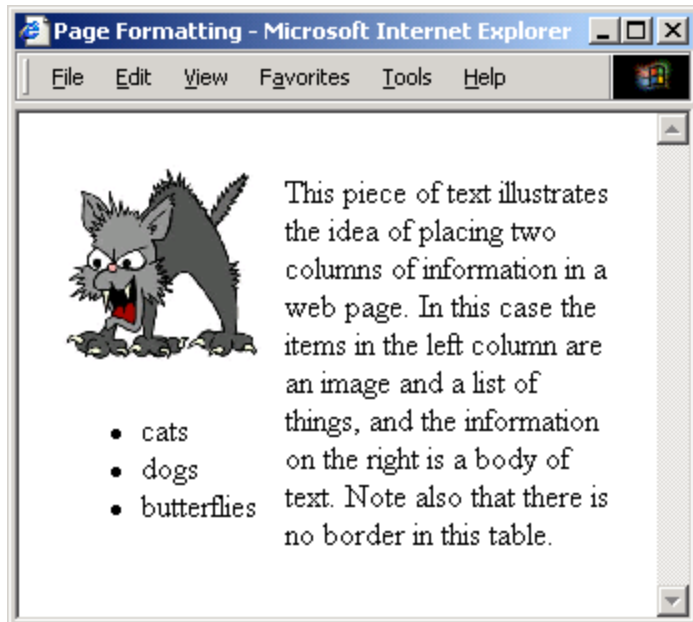 Page Formatting - Microsoft Internet Explorer
File Edit View Favorites Tools Help
• cats
• dogs
• butterflies
This piece of text illustrates
the idea of placing two
columns of information in a
web page. In this case the
items in the left column are
an image and a list of
things, and the information
on the right is a body of
text. Note also that there is
no border in this table.